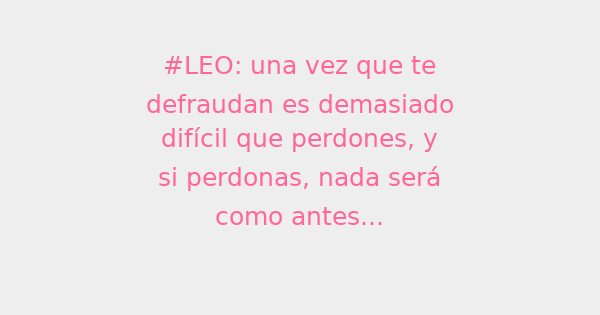 #LEO: una vez que te
defraudan es demasiado
difícil que perdones, y
si perdonas, nada será
como antes...